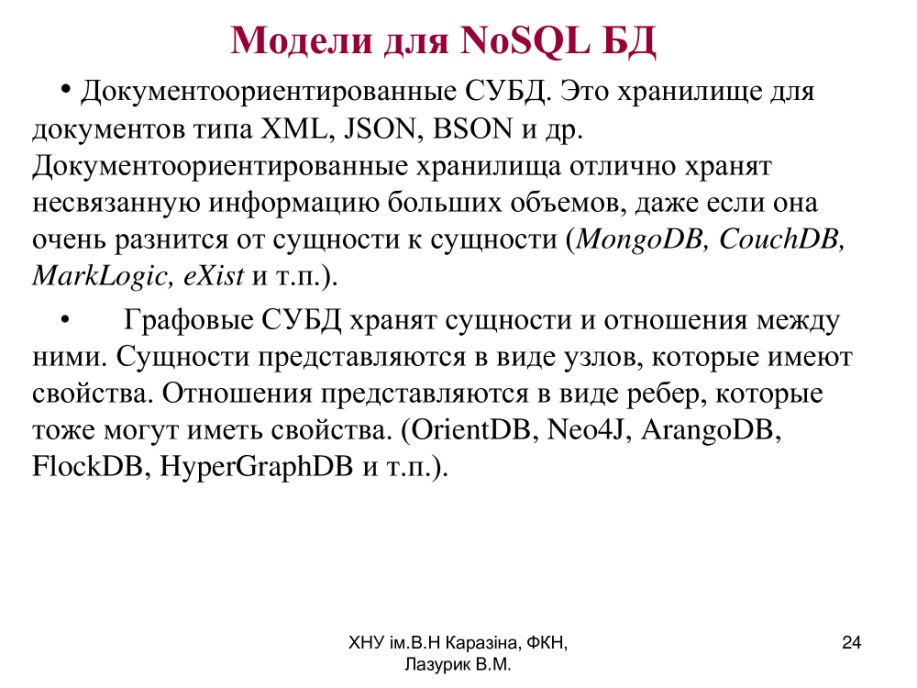 Модели для NoSQL БД
• Документоориентированные СУБД. Это хранилище для
документов типа XML, JSON, BSON и др.
Документоориентированные хранилища отлично хранят
несвязанную информацию больших объемов, даже если она
очень разнится от сущности к сущности (MongoDB, CouchDB,
MarkLogic, eXist и т.п.).
• Графовые СУБД хранят сущности и отношения между
ними. Сущности представляются в виде узлов, которые имеют
свойства. Отношения представляются в виде ребер, которые
тоже могут иметь свойства. (OrientDB, Neo4J, ArangoDB,
FlockDB, HyperGraphDB и т.п.).
ХНУ ім.В.Н Каразіна, ФКН,
Лазурик В.М.
24